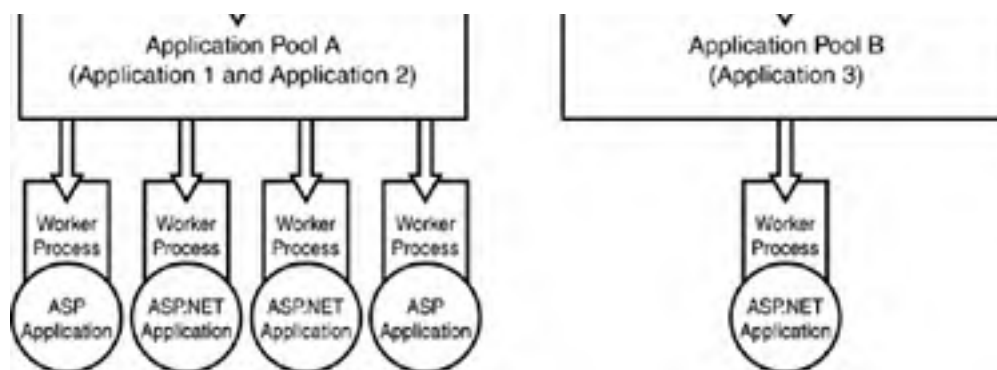 Application Pool A
(Application 1 and Application 2)
Application Pool B
(Application 3)
Worker
Process
Worker
Process
Worker
Process
Worker
Process
Worker
Process
ASP
Application
ASP.NET
Application
ASP.NET
Application
ASP
Application
ASP.NET
Application